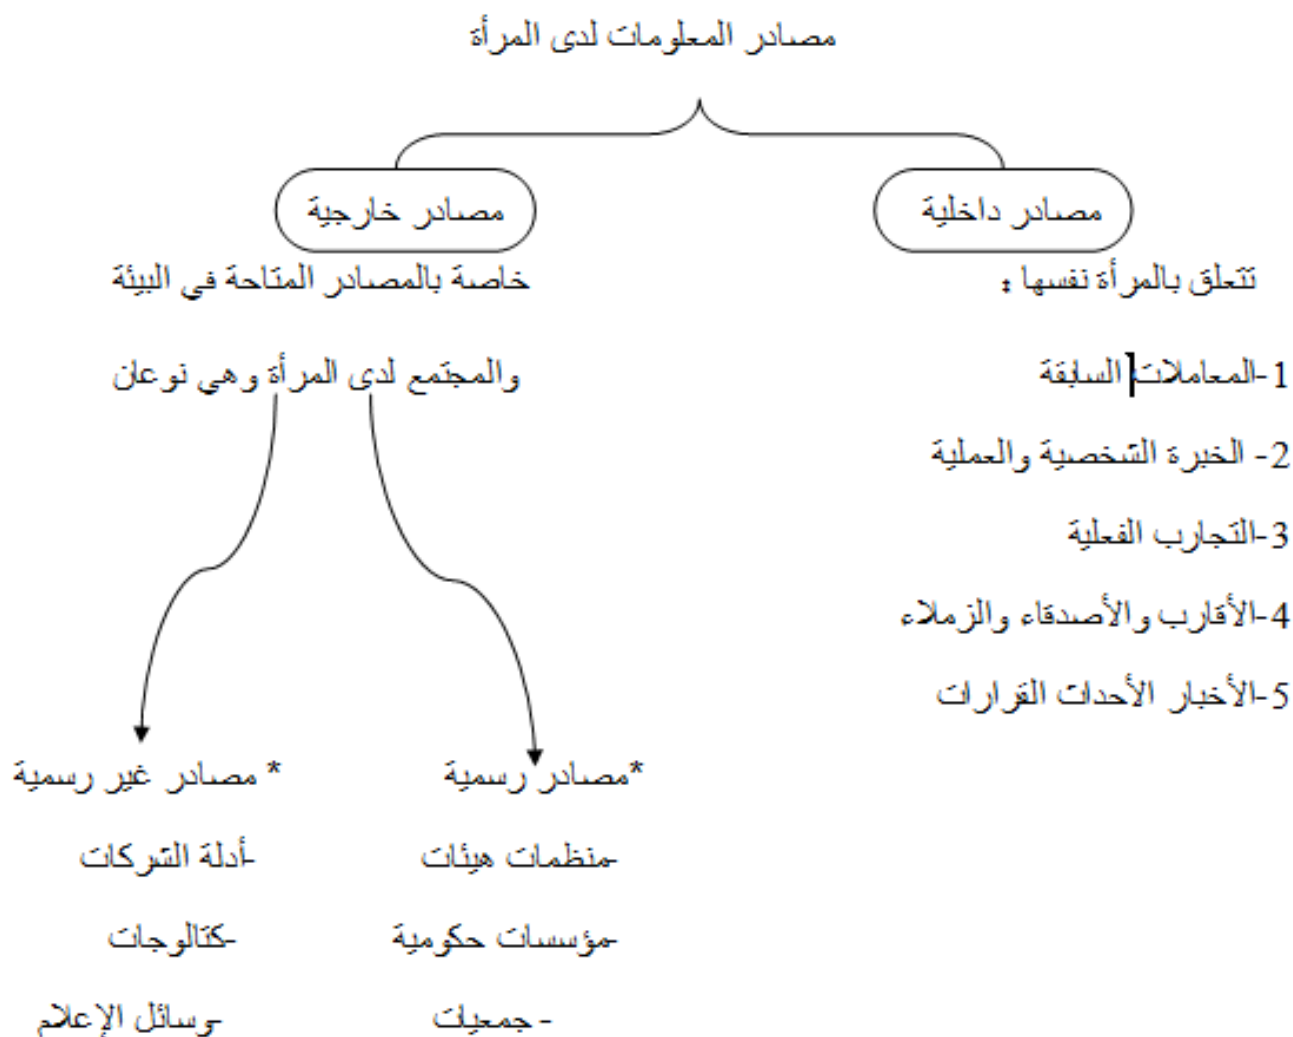 مصادر المعلومات لدى المرأة
مصادر داخلية
تتعلق بالمرأة نفسها :
1-المعاملات السابقة
2- الخبرة الشخصية والعملية
3-التجارب الفعلية
4-الأقارب والأصدقاء والزملاء
5-الأخبار الأحداث القرارات
مصادر خارجية
خاصة بالمصادر المتاحة في البيئة
والمجتمع لدى المرأة وهي نوعان
*مصادر رسمية
-منظمات هيئات
-مؤسسات حكومية
- جمعيات
* مصادر غير رسمية
-أدلة الشركات
-كتالوجات
-وسائل الإعلام